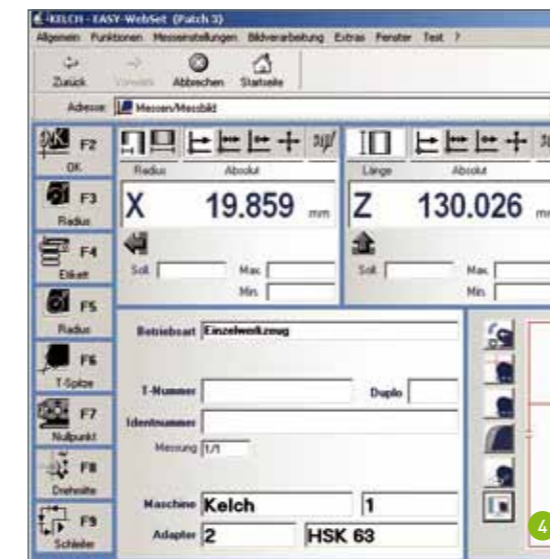 KELCH - EASY-WebSet (Patch 3)
Allgemein Funktionen Messeinstellungen Bildverarbeitung Extras Fenster Test ?
Zurück Vorwärts Abbrechen Startseite
Adresse Messen/Messbild
F2
OK
F3
Radius
F4
Etikett
F5
Radius
F6
T-Spitze
F7
Nullpunkt
F8
Drehmitte
F9
Schleifer
Radius Absolut
X 19.859 mm
Soll Max
Min
Länge Absolut
Z 130.026 mm
Soll Max
Min
Betriebsart Einzelwerkzeug
T-Nummer Duplo
Identnummer
Messung 1/1
Maschine Kelch 1
Adapter 2 HSK 63
4